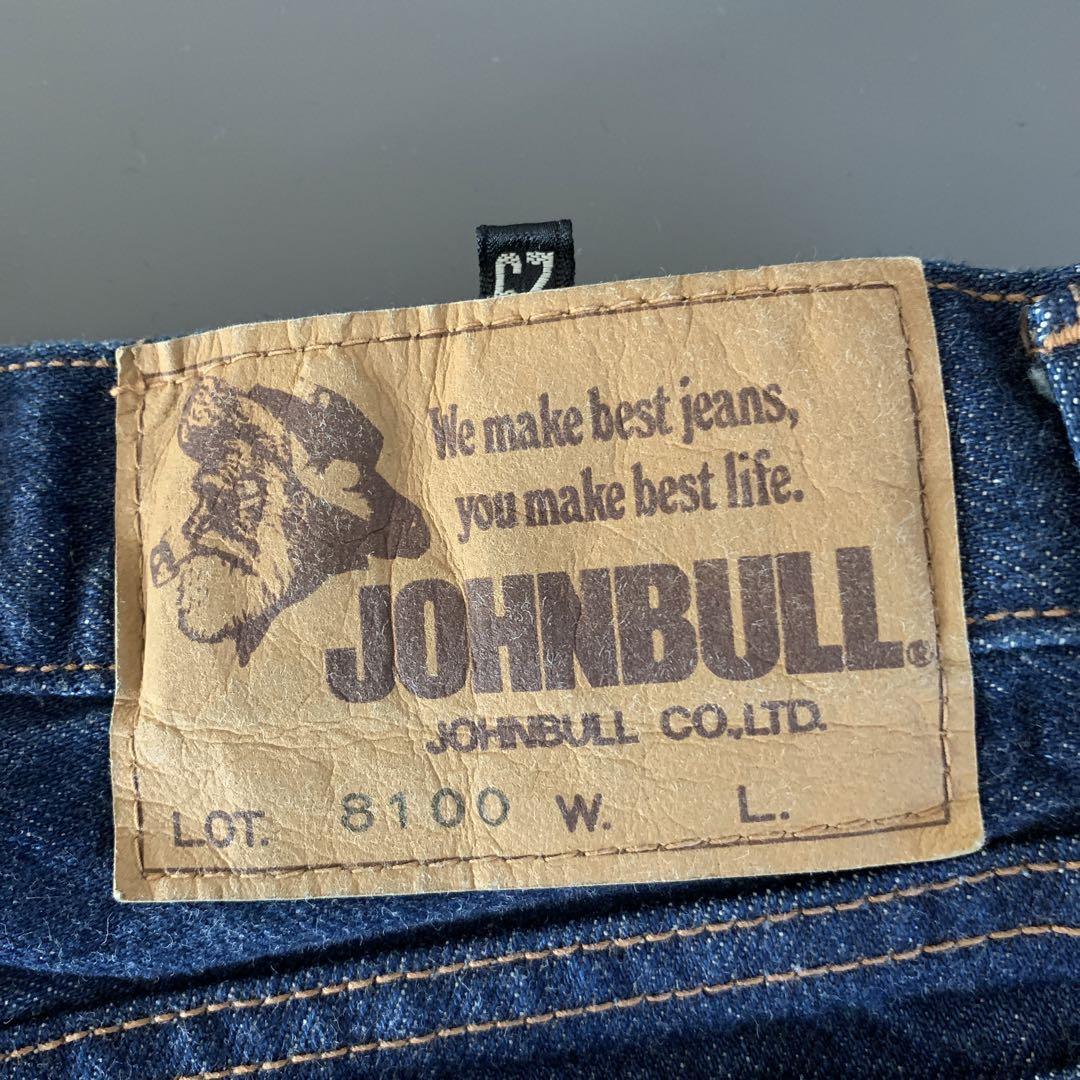 We make best jeans,
you make best life.
JOHNBULL®
JOHNBULL CO.,LTD.
LOT. 8100 W. L.